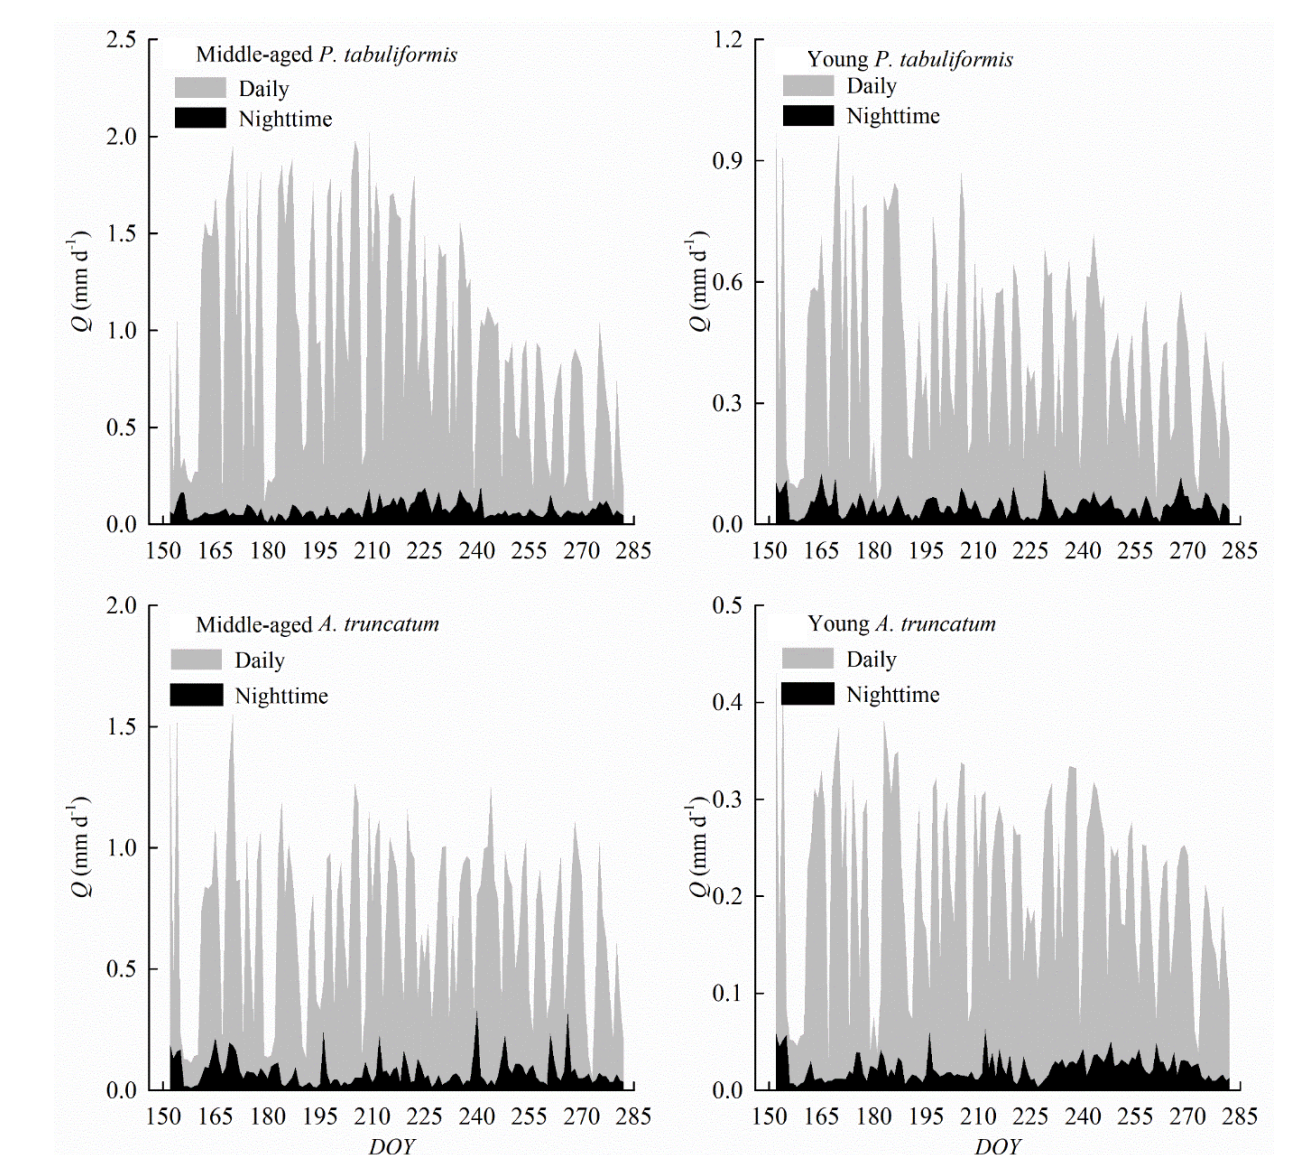 2.5
Middle-aged P. tabuliformis
Daily
Nighttime
2.0
1.5
1.0
0.5
0.0
Q (mm d⁻¹)
150 165 180 195 210 225 240 255 270 285
1.2
Young P. tabuliformis
Daily
Nighttime
0.9
0.6
0.3
0.0
Q (mm d⁻¹)
150 165 180 195 210 225 240 255 270 285
2.0
Middle-aged A. truncatum
Daily
Nighttime
1.5
1.0
0.5
0.0
Q (mm d⁻¹)
150 165 180 195 210 225 240 255 270 285
DOY
0.5
Young A. truncatum
Daily
Nighttime
0.4
0.3
0.2
0.1
0.0
Q (mm d⁻¹)
150 165 180 195 210 225 240 255 270 285
DOY